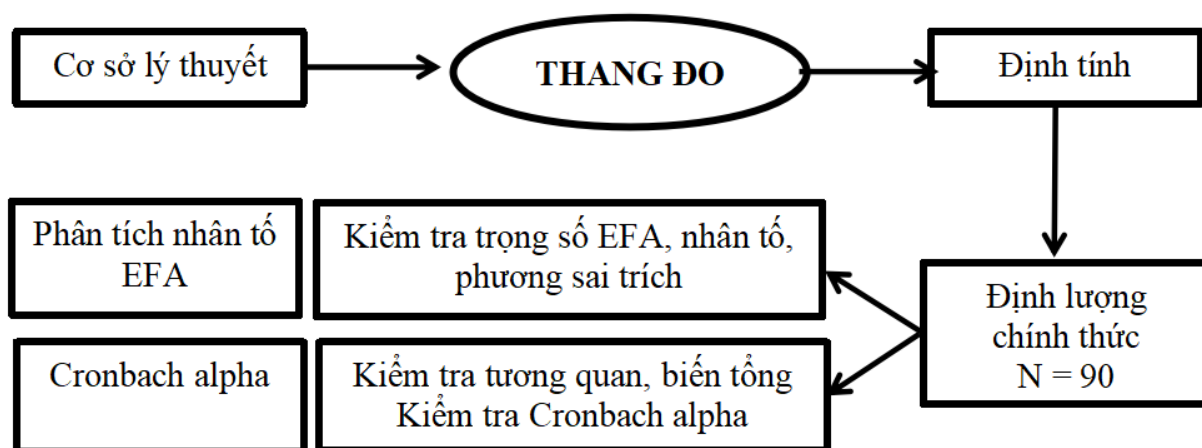 Cơ sở lý thuyết
THANG ĐO
Định tính
Phân tích nhân tố
EFA
Kiểm tra trọng số EFA, nhân tố,
phương sai trích
Định lượng
chính thức
N = 90
Cronbach alpha
Kiểm tra tương quan, biến tổng
Kiểm tra Cronbach alpha